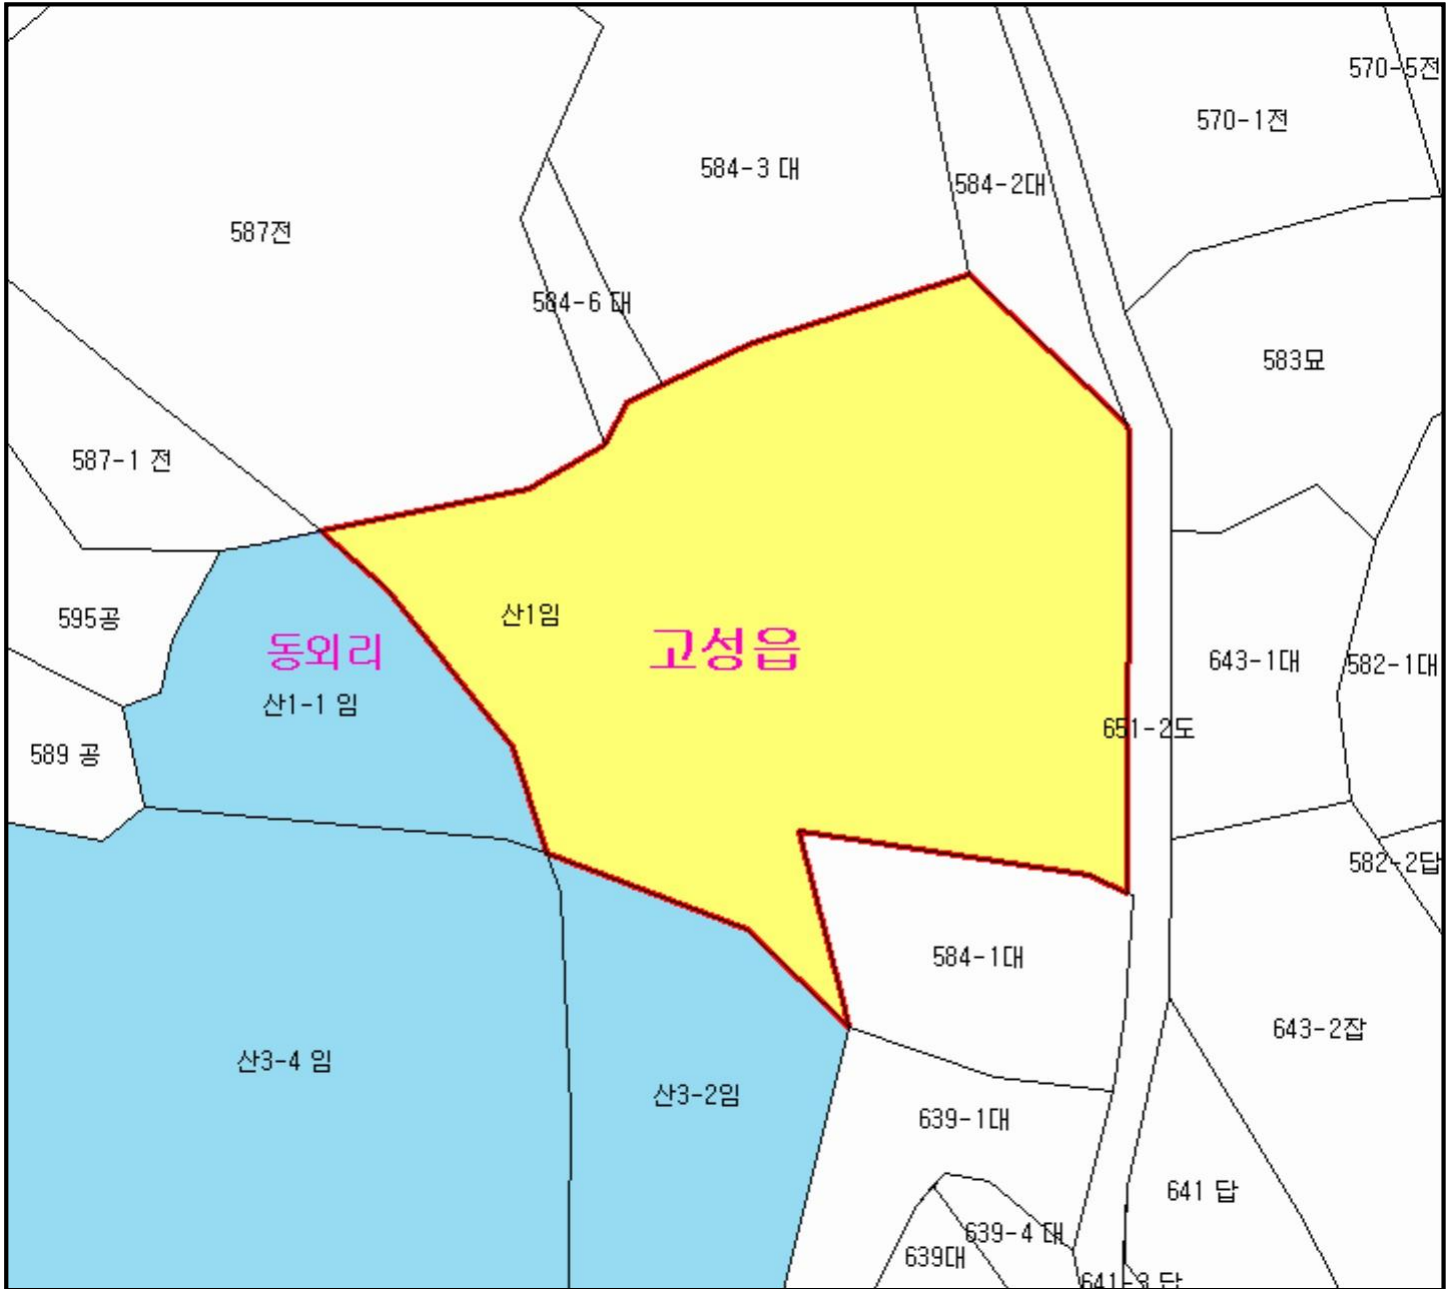 570-5전
570-1전
584-3 대
584-2대
587전
584-6 대
583묘
587-1 전
595공
산1임
동외리
고성읍
643-1대
582-1대
산1-1 임
651-2도
589 공
582-2답
584-1대
643-2잡
산3-4 임
산3-2임
639-1대
641 답
639-4 대
639대
641-3 답